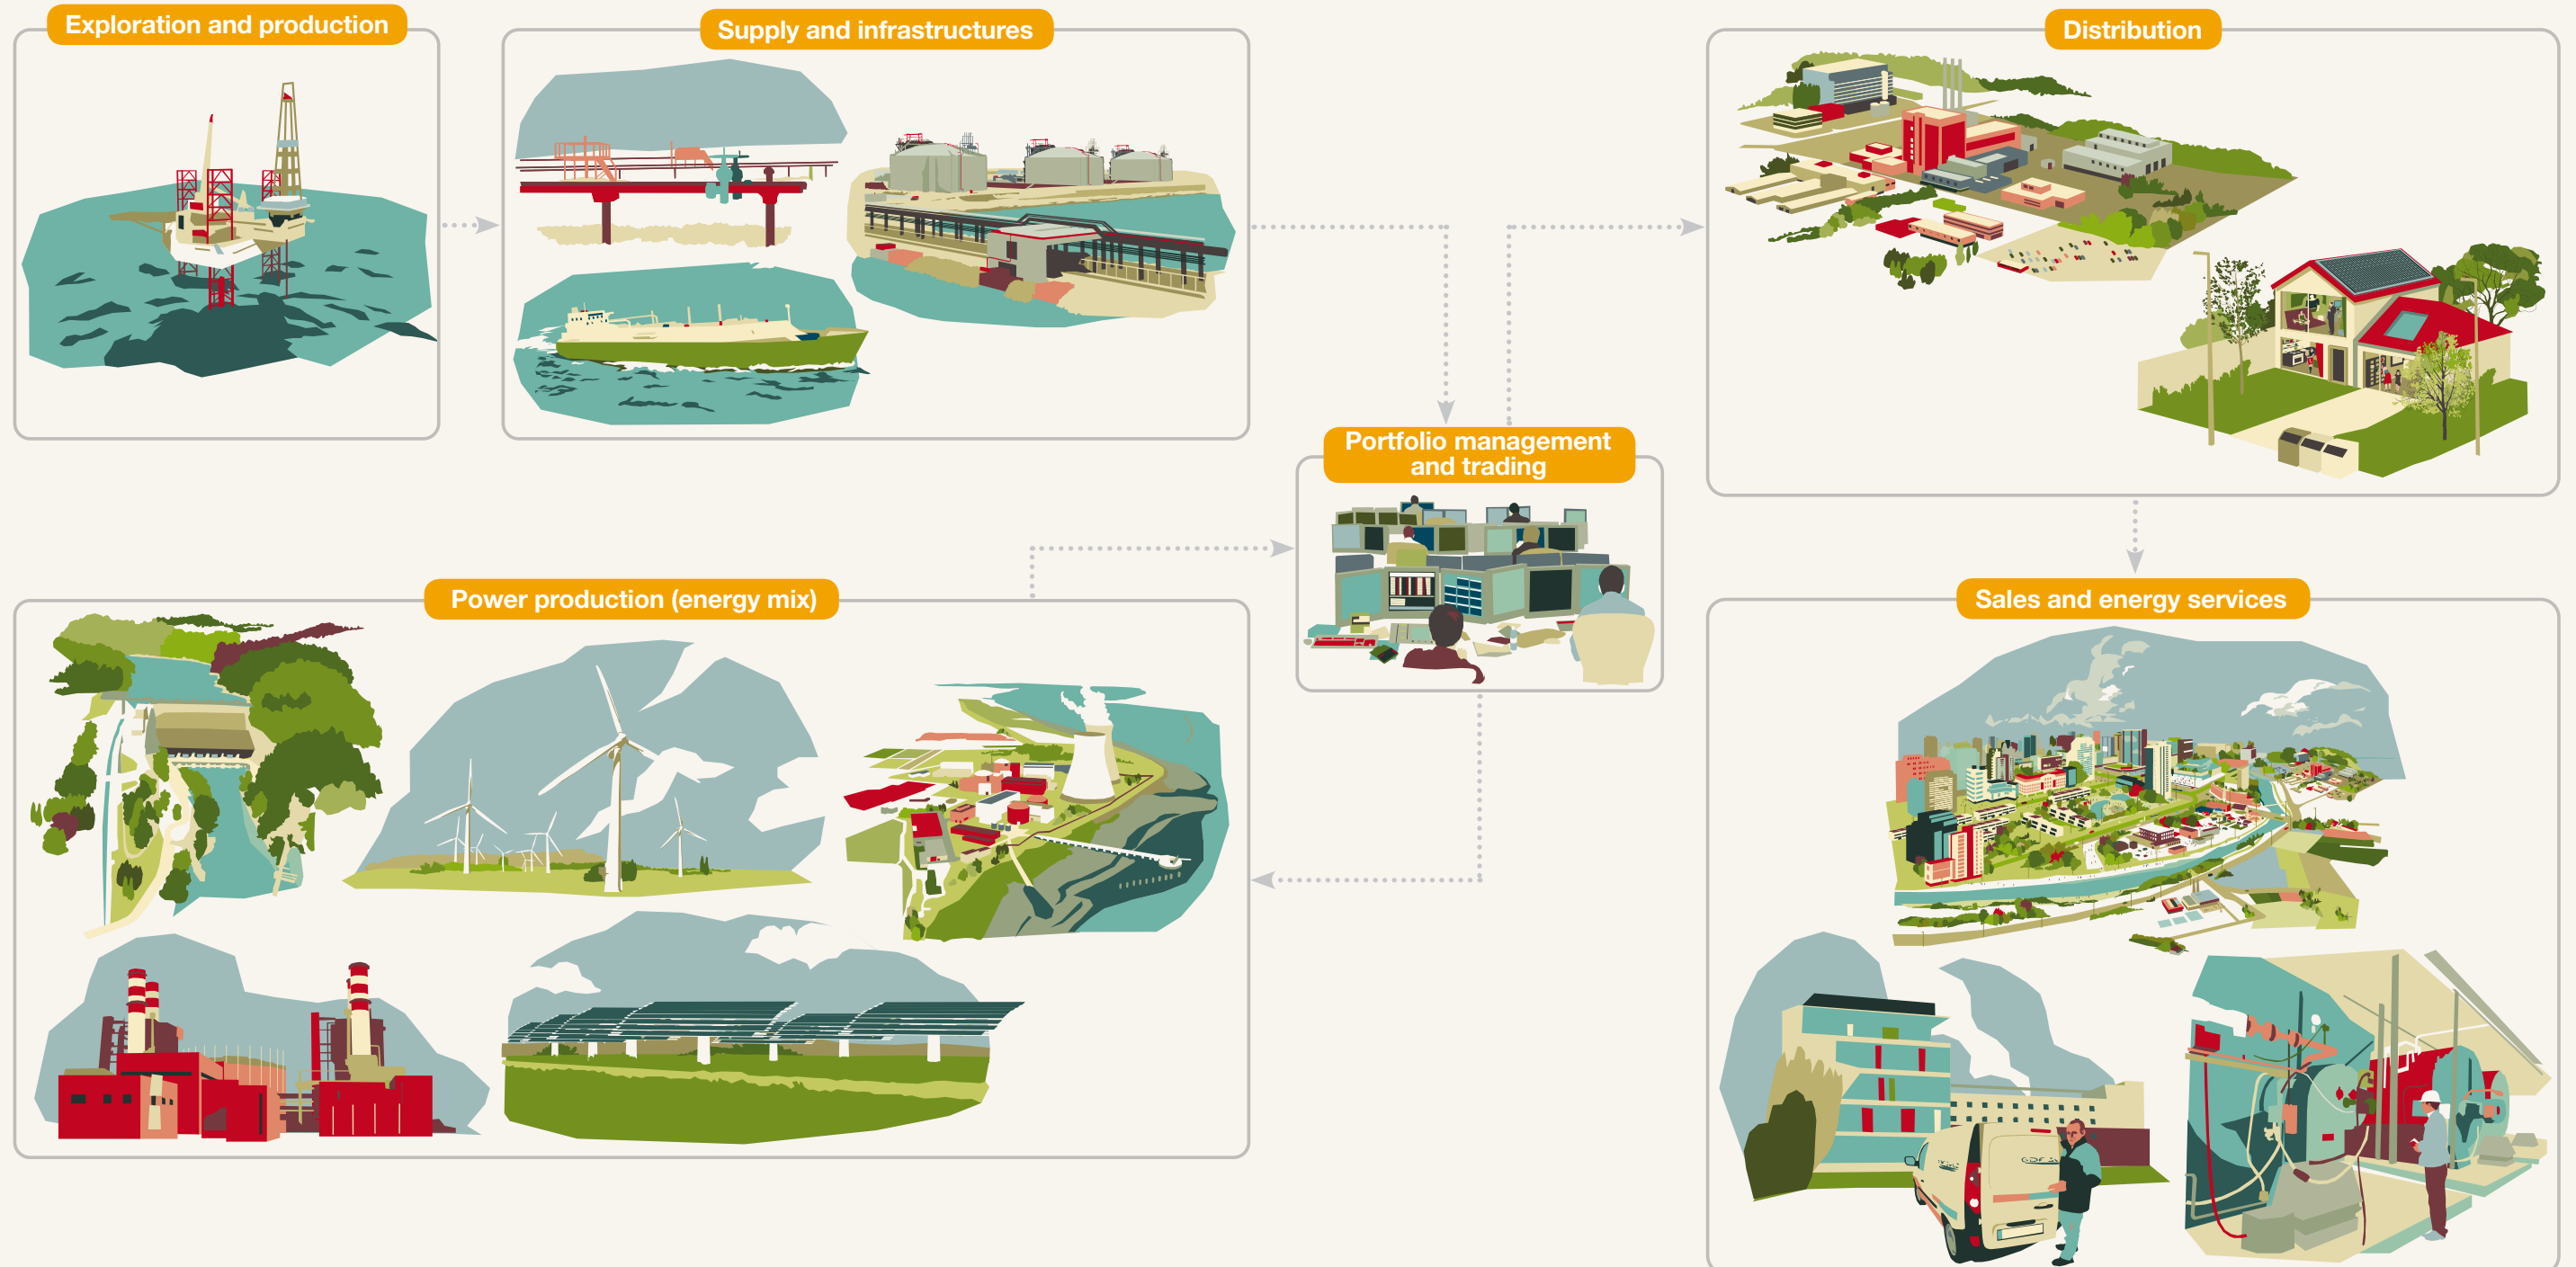 Exploration and production
Supply and infrastructures
Distribution
Portfolio management
and trading
Power production (energy mix)
Sales and energy services